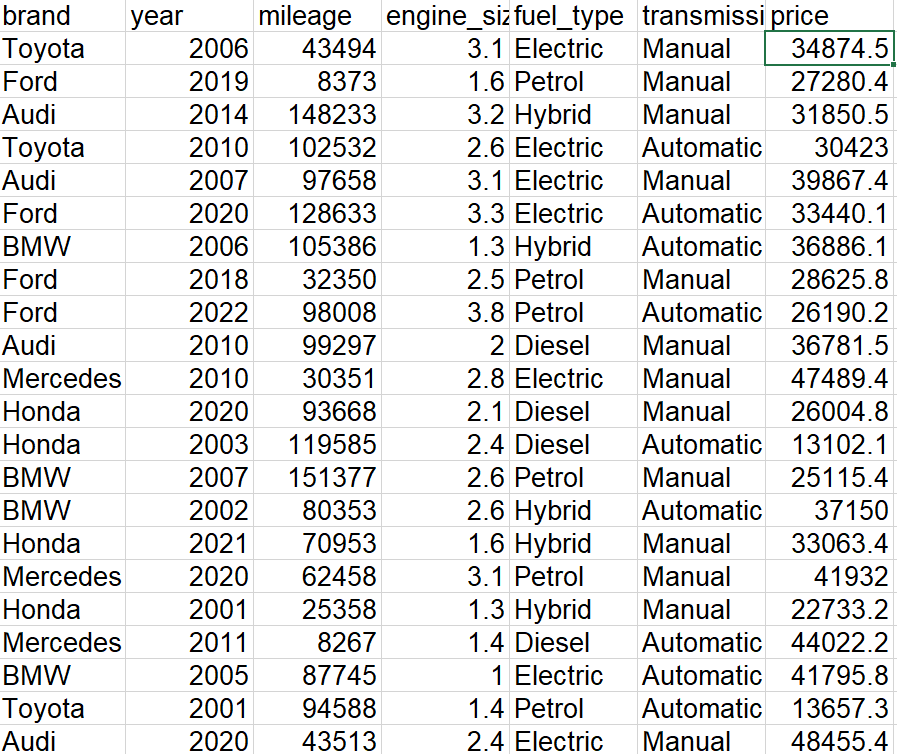 brand year mileage engine_siz fuel_type transmissi price
Toyota 2006 43494 3.1 Electric Manual 34874.5
Ford 2019 8373 1.6 Petrol Manual 27280.4
Audi 2014 148233 3.2 Hybrid Manual 31850.5
Toyota 2010 102532 2.6 Electric Automatic 30423
Audi 2007 97658 3.1 Electric Manual 39867.4
Ford 2020 128633 3.3 Electric Automatic 33440.1
BMW 2006 105386 1.3 Hybrid Automatic 36886.1
Ford 2018 32350 2.5 Petrol Manual 28625.8
Ford 2022 98008 3.8 Petrol Automatic 26190.2
Audi 2010 99297 2 Diesel Manual 36781.5
Mercedes 2010 30351 2.8 Electric Manual 47489.4
Honda 2020 93668 2.1 Diesel Manual 26004.8
Honda 2003 119585 2.4 Diesel Automatic 13102.1
BMW 2007 151377 2.6 Petrol Manual 25115.4
BMW 2002 80353 2.6 Hybrid Automatic 37150
Honda 2021 70953 1.6 Hybrid Manual 33063.4
Mercedes 2020 62458 3.1 Petrol Manual 41932
Honda 2001 25358 1.3 Hybrid Manual 22733.2
Mercedes 2011 8267 1.4 Diesel Automatic 44022.2
BMW 2005 87745 1 Electric Automatic 41795.8
Toyota 2001 94588 1.4 Petrol Automatic 13657.3
Audi 2020 43513 2.4 Electric Manual 48455.4